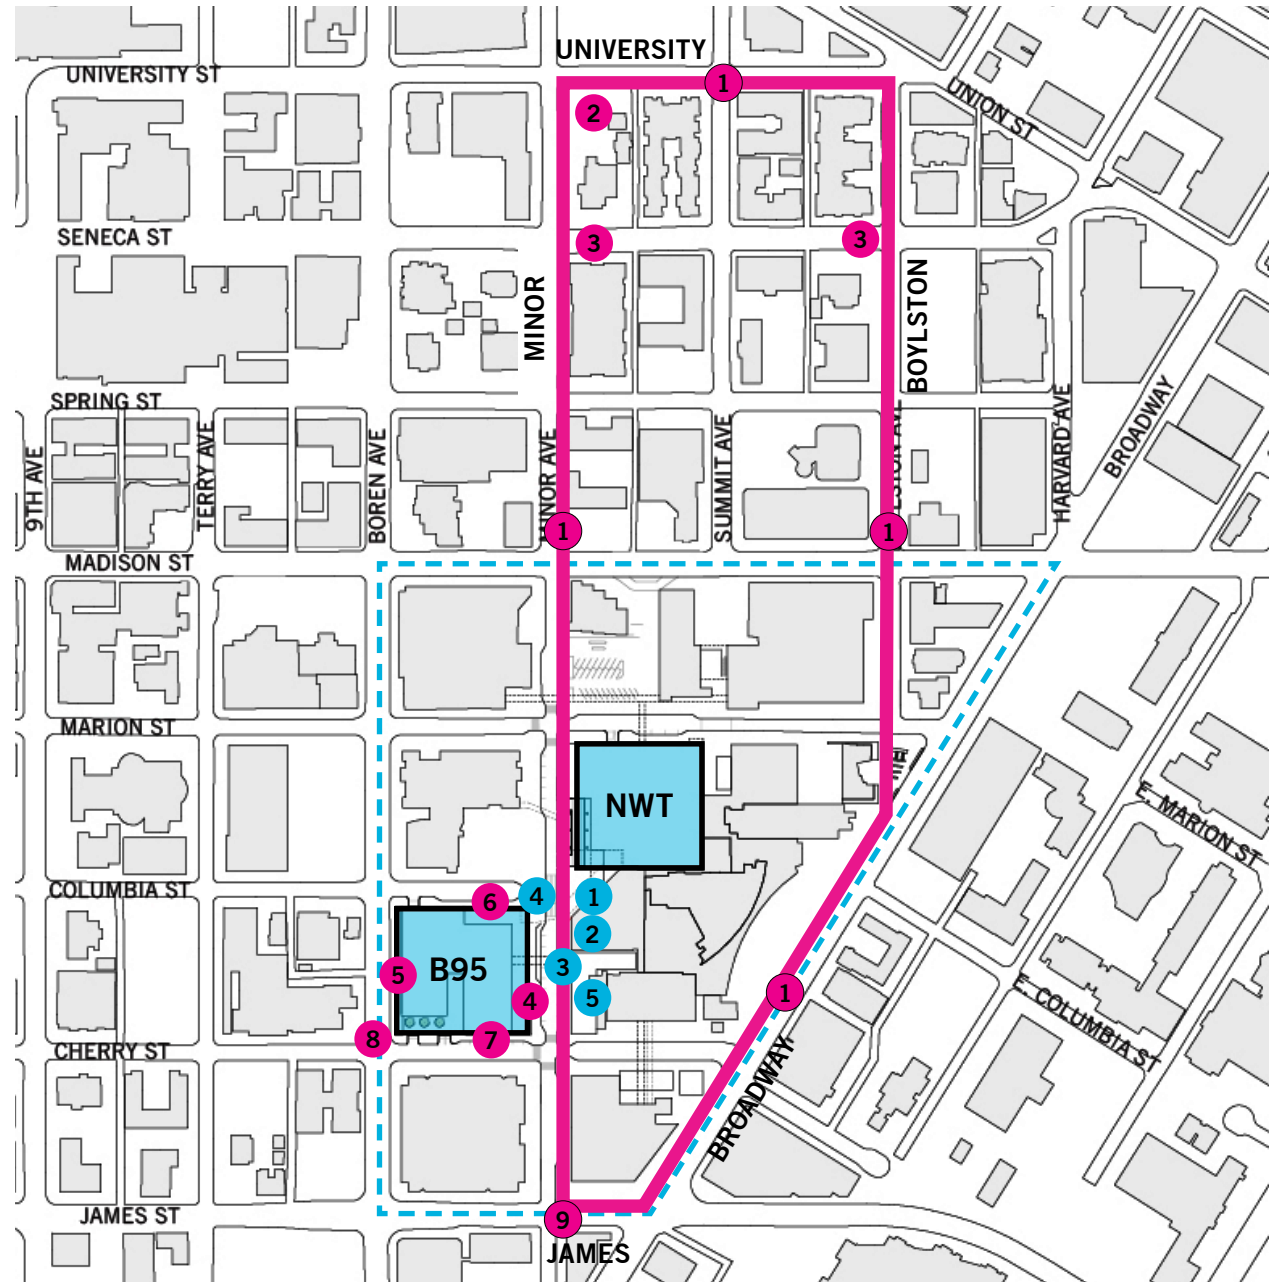 UNIVERSITY
UNIVERSITY ST
1
UNION ST
2
SENECA ST
3
3
MINOR
BOYLSTON
SPRING ST
BROADWAY
9TH AVE
TERRY AVE
BOREN AVE
MINOR AVE
SUMMIT AVE
HARVARD AVE
1
1
MADISON ST
MARION ST
NWT
E. MARION ST
COLUMBIA ST
6
4
1
2
B95
5
3
4
5
1
E. COLUMBIA ST
8
7
CHERRY ST
BROADWAY
JAMES ST
9
JAMES